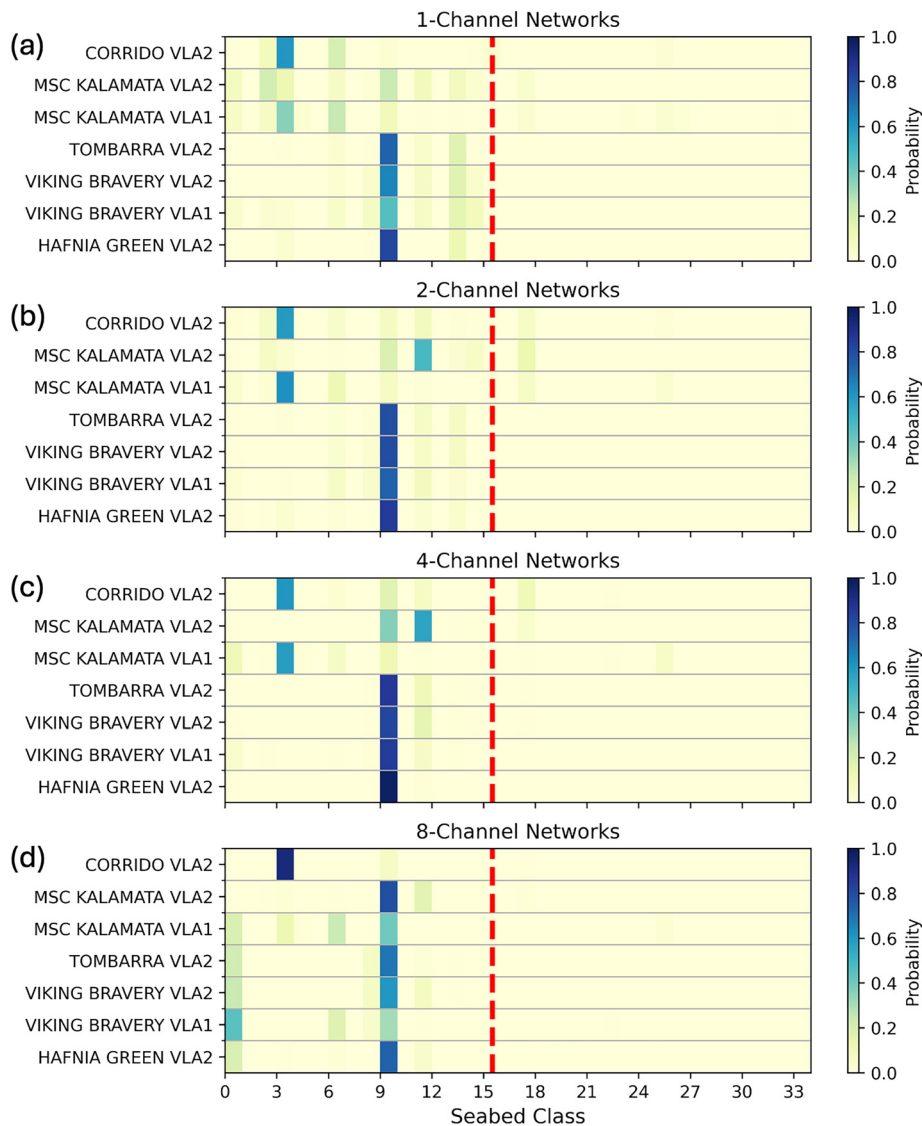 1-Channel Networks
(a)
CORRIDO VLA2
MSC KALAMATA VLA2
MSC KALAMATA VLA1
TOMBARRA VLA2
VIKING BRAVERY VLA2
VIKING BRAVERY VLA1
HAFNIA GREEN VLA2
1.0
0.8
0.6
0.4
0.2
0.0
Probability
2-Channel Networks
(b)
CORRIDO VLA2
MSC KALAMATA VLA2
MSC KALAMATA VLA1
TOMBARRA VLA2
VIKING BRAVERY VLA2
VIKING BRAVERY VLA1
HAFNIA GREEN VLA2
1.0
0.8
0.6
0.4
0.2
0.0
Probability
4-Channel Networks
(c)
CORRIDO VLA2
MSC KALAMATA VLA2
MSC KALAMATA VLA1
TOMBARRA VLA2
VIKING BRAVERY VLA2
VIKING BRAVERY VLA1
HAFNIA GREEN VLA2
1.0
0.8
0.6
0.4
0.2
0.0
Probability
8-Channel Networks
(d)
CORRIDO VLA2
MSC KALAMATA VLA2
MSC KALAMATA VLA1
TOMBARRA VLA2
VIKING BRAVERY VLA2
VIKING BRAVERY VLA1
HAFNIA GREEN VLA2
1.0
0.8
0.6
0.4
0.2
0.0
Probability
0 3 6 9 12 15 18 21 24 27 30 33
Seabed Class